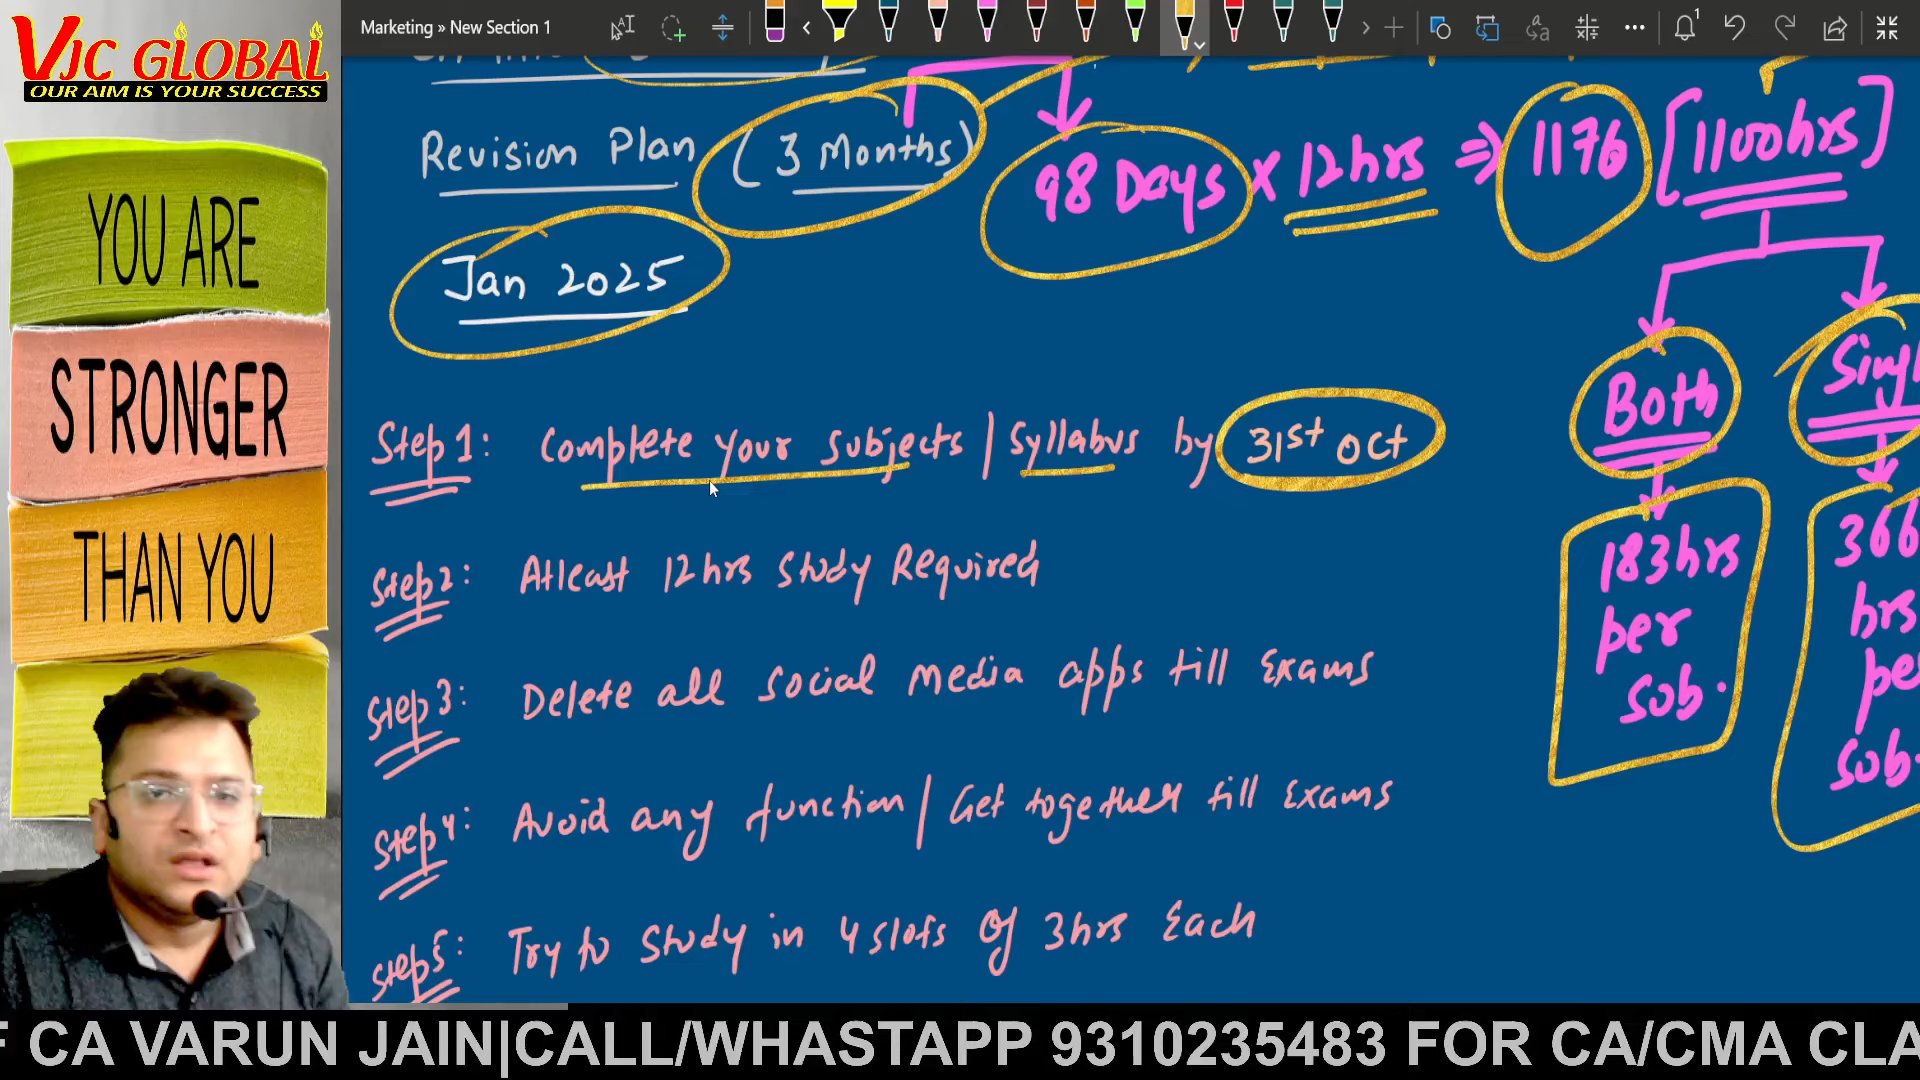 VJC GLOBAL
OUR AIM IS YOUR SUCCESS
Marketing » New Section 1
YOU ARE
STRONGER
THAN YOU
Revision Plan (3 Months)
98 Days x 12hrs ⇒ 1176 [1100hrs]
Jan 2025
Both
183hrs
per
sub.
366
hrs
sub.
Step 1: Complete your subjects / Syllabus by 31st oct
Step 2: Atleast 12hrs study Required
Step 3: Delete all social media apps till Exams
Step 4: Avoid any function / Get together till Exams
Step 5: Try to study in 4 slots of 3hrs Each
CA VARUN JAIN|CALL/WHASTAPP 9310235483 FOR CA/CMA CLA